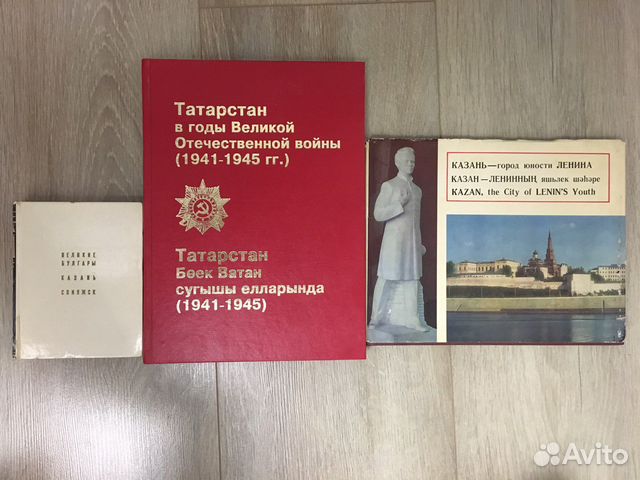 ВЕЛИКИЕ
БУЛГАРЫ
КАЗАНЬ
СВИЯЖСК
Татарстан
в годы Великой
Отечественной войны
(1941-1945 гг.)
Татарстан
Бөек Ватан
сугышы елларында
(1941-1945)
КАЗАНЬ—город юности ЛЕНИНА
КАЗАН—ЛЕНИННЫҢ яшьлек шәһәре
KAZAN, the City of LENIN'S Youth
Avito